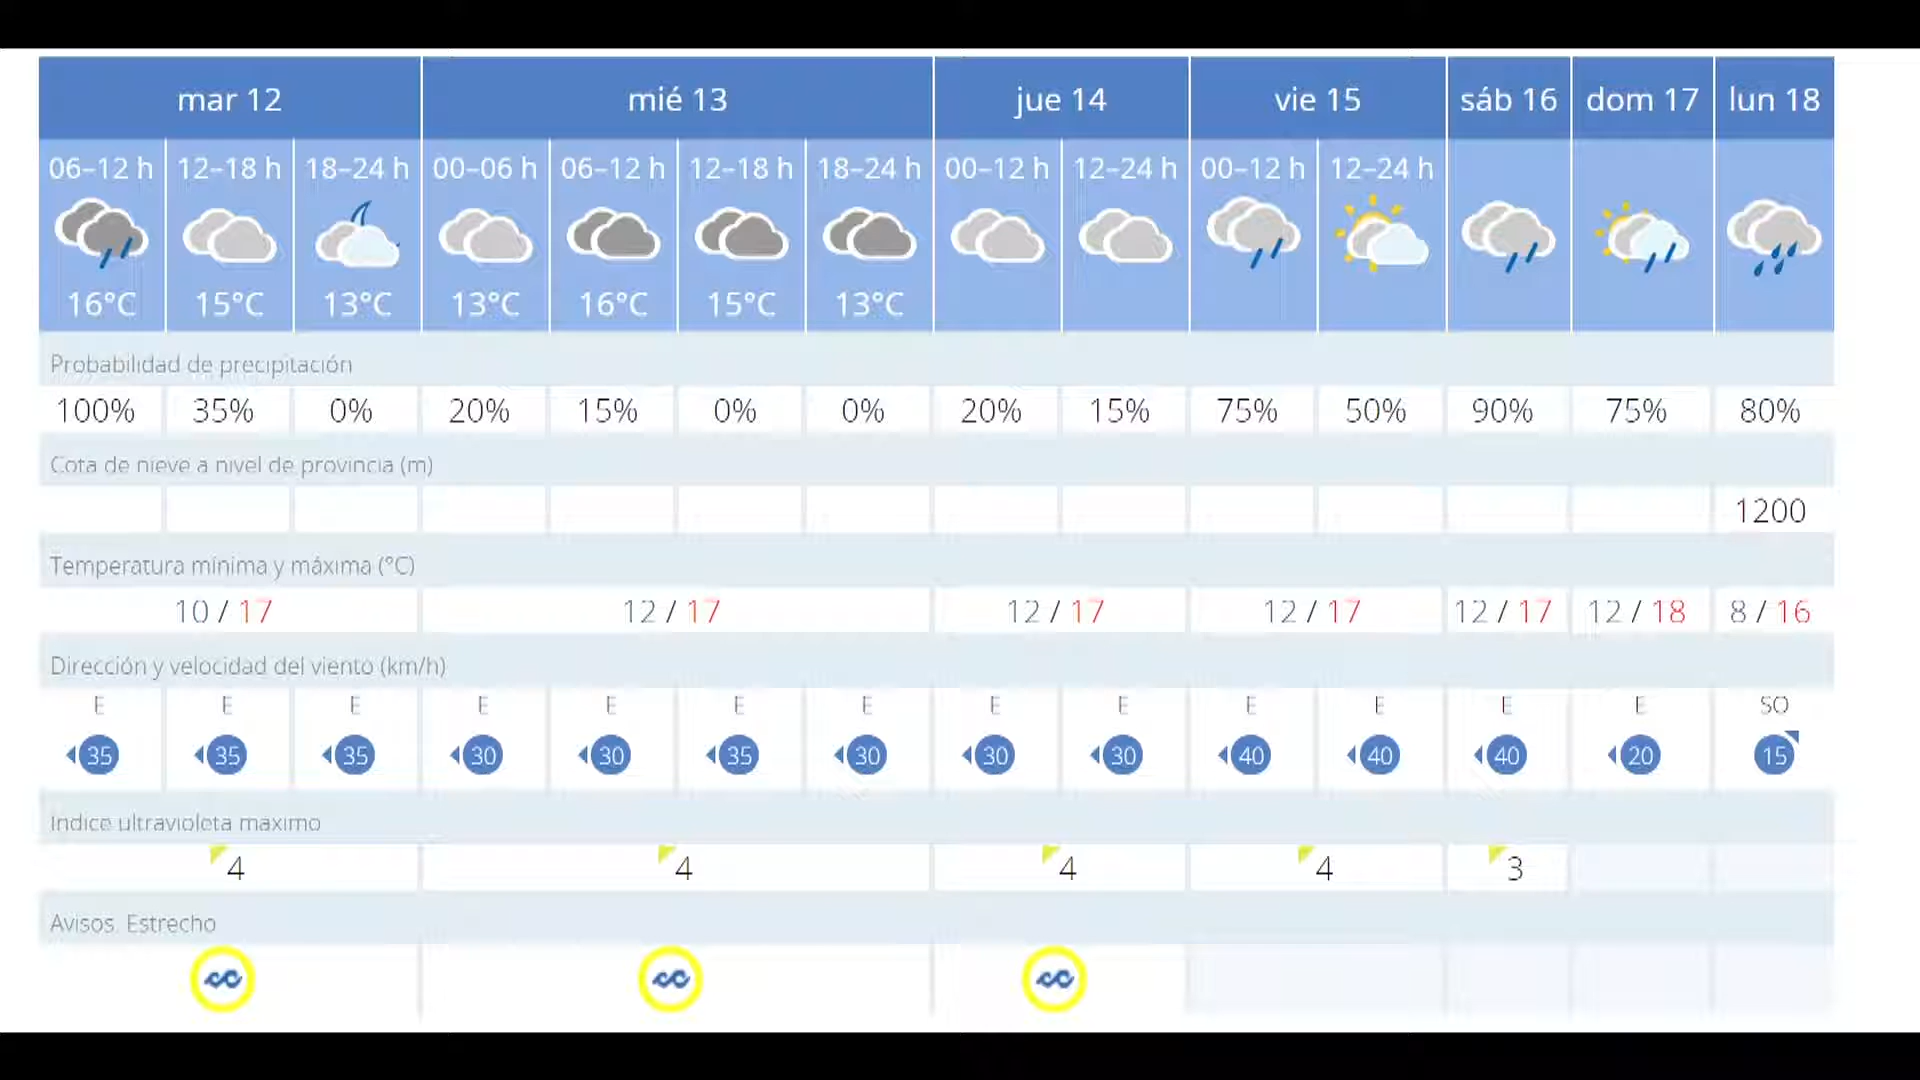 mar 12 mié 13 jue 14 vie 15 sáb 16 dom 17 lun 18
06–12 h 12–18 h 18–24 h 00–06 h 06–12 h 12–18 h 18–24 h 00–12 h 12–24 h 00–12 h 12–24 h
16°C 15°C 13°C 13°C 16°C 15°C 13°C
Probabilidad de precipitación
100% 35% 0% 20% 15% 0% 0% 20% 15% 75% 50% 90% 75% 80%
Cota de nieve a nivel de provincia (m)
1200
Temperatura mínima y máxima (°C)
10 / 17 12 / 17 12 / 17 12 / 17 12 / 17 12 / 18 8 / 16
Dirección y velocidad del viento (km/h)
E E E E E E E E E E E E E SO
35 35 35 30 30 35 30 30 30 40 40 40 20 15
Indice ultravioleta maximo
4 4 4 4 3
Avisos. Estrecho